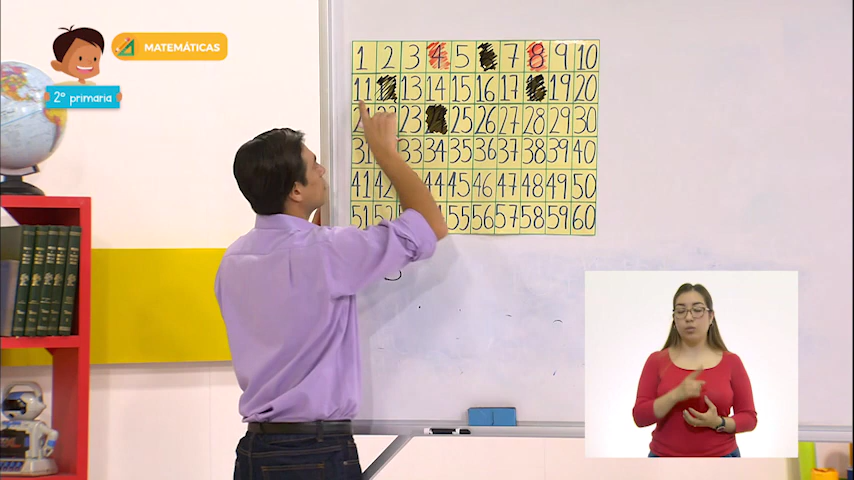 MATEMÁTICAS
2° primaria
1 2 3 4 5 7 8 9 10
11 13 14 15 16 17 19 20
23 25 26 27 28 29 30
33 34 35 36 37 38 39 40
41 42 44 45 46 47 48 49 50
51 52 55 56 57 58 59 60